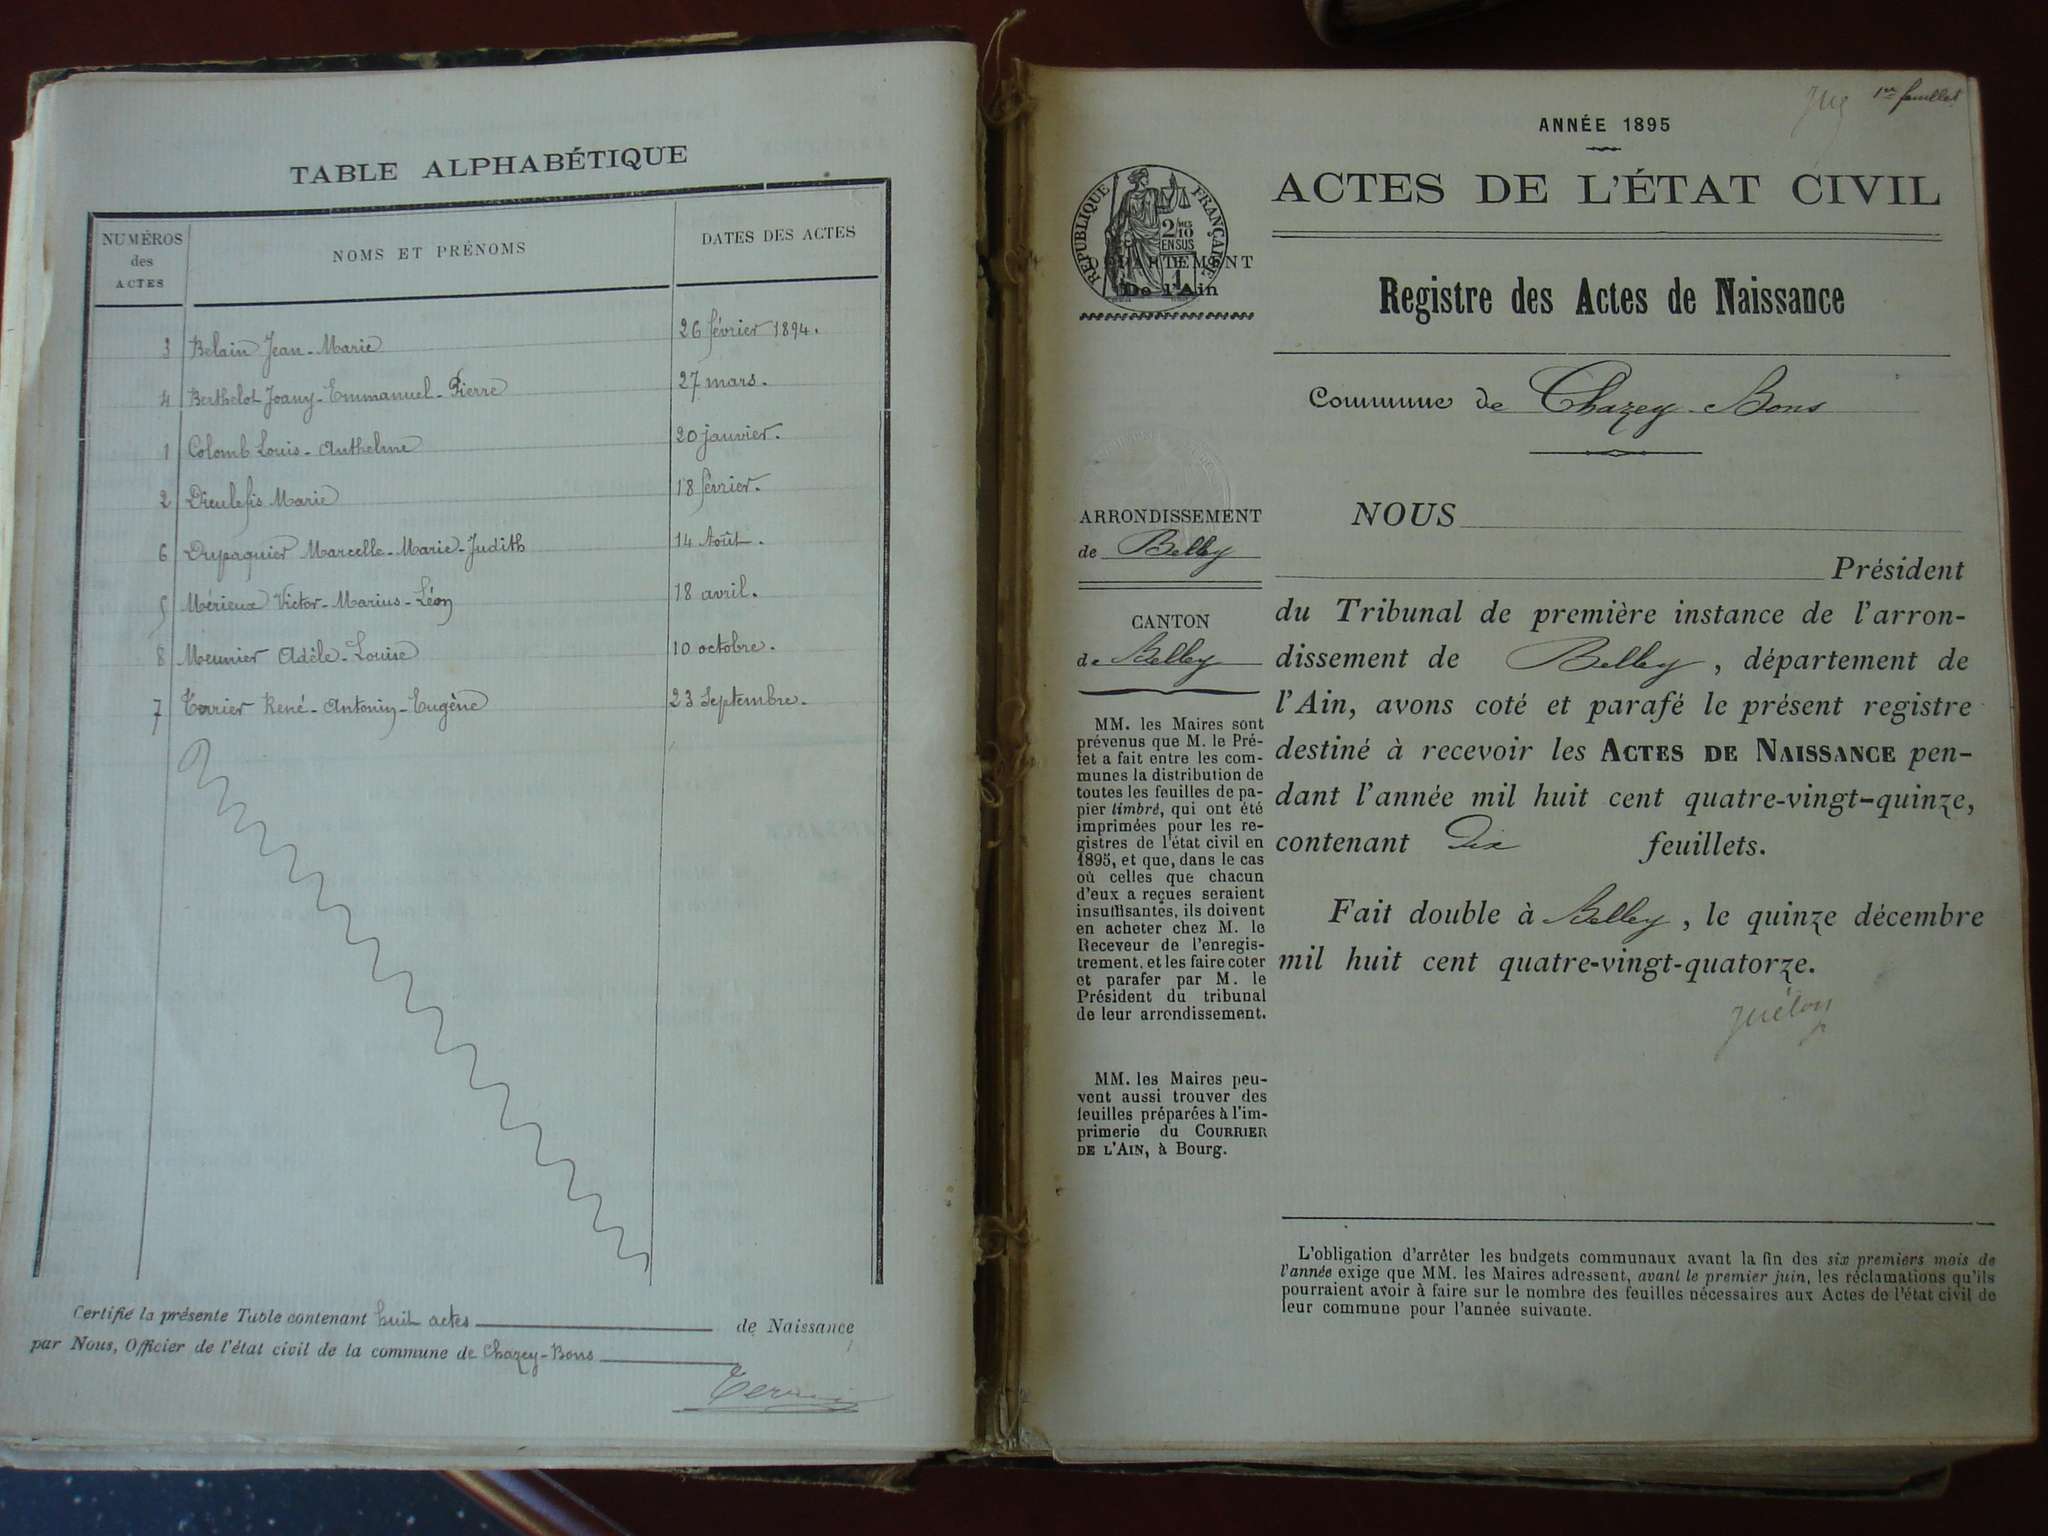 TABLE ALPHABÉTIQUE
NUMÉROS des ACTES
NOMS ET PRÉNOMS
DATES DES ACTES
3 Belain Jean-Marie 26 février 1894.
4 Berthelot Joany-Emmanuel-Pierre 27 mars.
1 Colomb Louis-Anthelme 20 janvier.
2 Dieulefis Marie 18 février.
6 Dupaquier Marcelle-Marie-Judith 14 Août.
5 Mérieux Victor-Marius-Léon 18 avril.
8 Meunier Adèle-Louise 10 octobre.
7 Terrier René-Antonin-Eugène 23 Septembre.
Certifié la présente Table contenant huit actes de Naissance
par Nous, Officier de l'état civil de la commune de Chazey-Bons
1er feuillet
ANNÉE 1895
ACTES DE L'ÉTAT CIVIL
RÉPUBLIQUE FRANÇAISE
2/10 EN SUS
DÉPARTEMENT
De l'Ain
Registre des Actes de Naissance
Commune de Chazey-Bons
ARRONDISSEMENT
de Belley
CANTON
de Belley
MM. les Maires sont
prévenus que M. le Pré-
fet a fait entre les com-
munes la distribution de
toutes les feuilles de pa-
pier timbré, qui ont été
imprimées pour les re-
gistres de l'état civil en
1895, et que, dans le cas
où celles que chacun
d'eux a reçues seraient
insuffisantes, ils doivent
en acheter chez M. le
Receveur de l'enregis-
trement, et les faire coter
et parafer par M. le
Président du tribunal
de leur arrondissement.
MM. les Maires peu-
vent aussi trouver des
feuilles préparées à l'im-
primerie du COURRIER
DE L'AIN, à Bourg.
NOUS
Président
du Tribunal de première instance de l'arron-
dissement de Belley, département de
l'Ain, avons coté et parafé le présent registre
destiné à recevoir les ACTES DE NAISSANCE pen-
dant l'année mil huit cent quatre-vingt-quinze,
contenant Dix feuillets.
Fait double à Belley, le quinze décembre
mil huit cent quatre-vingt-quatorze.
L'obligation d'arrêter les budgets communaux avant la fin des six premiers mois de
l'année exige que MM. les Maires adressent, avant le premier juin, les réclamations qu'ils
pourraient avoir à faire sur le nombre des feuilles nécessaires aux Actes de l'état civil de
leur commune pour l'année suivante.